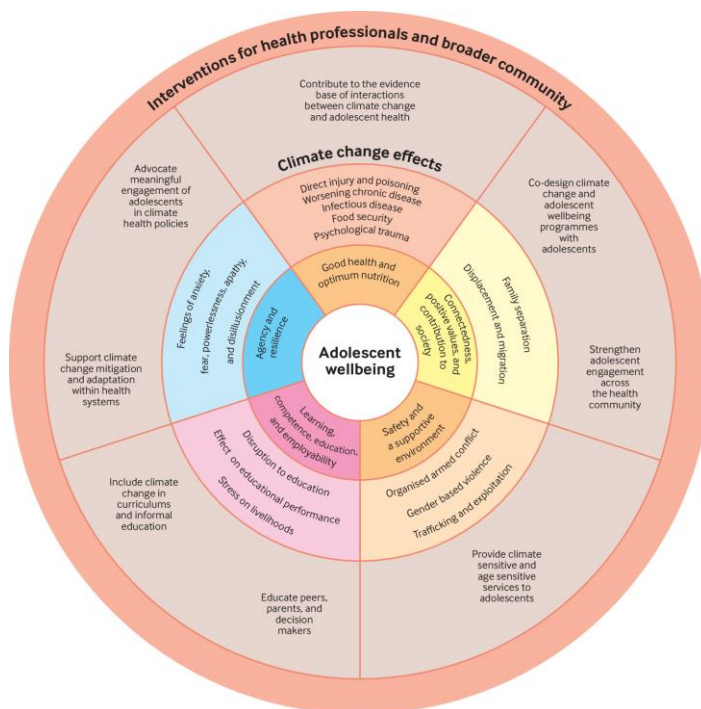 Interventions for health professionals and broader community
Contribute to the evidence
base of interactions
between climate change
and adolescent health
Advocate
meaningful
engagement of
adolescents
in climate
health policies
Co-design climate
change and
adolescent
wellbeing
programmes
with
adolescents
Climate change effects
Direct injury and poisoning
Worsening chronic disease
Infectious disease
Food security
Psychological trauma
Good health and
optimum nutrition
Feelings of anxiety,
fear, powerlessness, apathy,
and disillusionment
Agency and
resilience
Adolescent
wellbeing
Connectedness,
positive values, and
contribution to
society
Family separation
Displacement and migration
Support climate
change mitigation
and adaptation
within health
systems
Strengthen
adolescent
engagement
across
the health
community
Learning,
competence, education,
and employability
Disruption to education
Effect on educational performance
Stress on livelihoods
Safety and
a supportive
environment
Organised armed conflict
Gender based violence
Trafficking and exploitation
Include climate
change in
curriculums
and informal
education
Educate peers,
parents, and
decision
makers
Provide climate
sensitive and
age sensitive
services to
adolescents